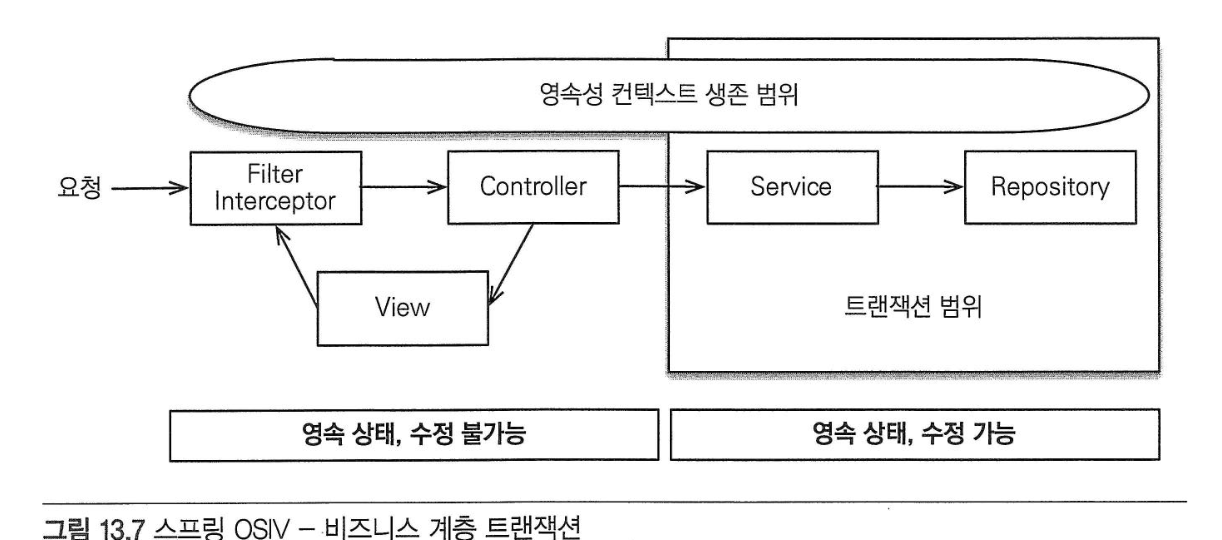 영속성 컨텍스트 생존 범위
요청
Filter
Interceptor
Controller
Service
Repository
View
트랜잭션 범위
영속 상태, 수정 불가능
영속 상태, 수정 가능
그림 13.7 스프링 OSIV – 비즈니스 계층 트랜잭션